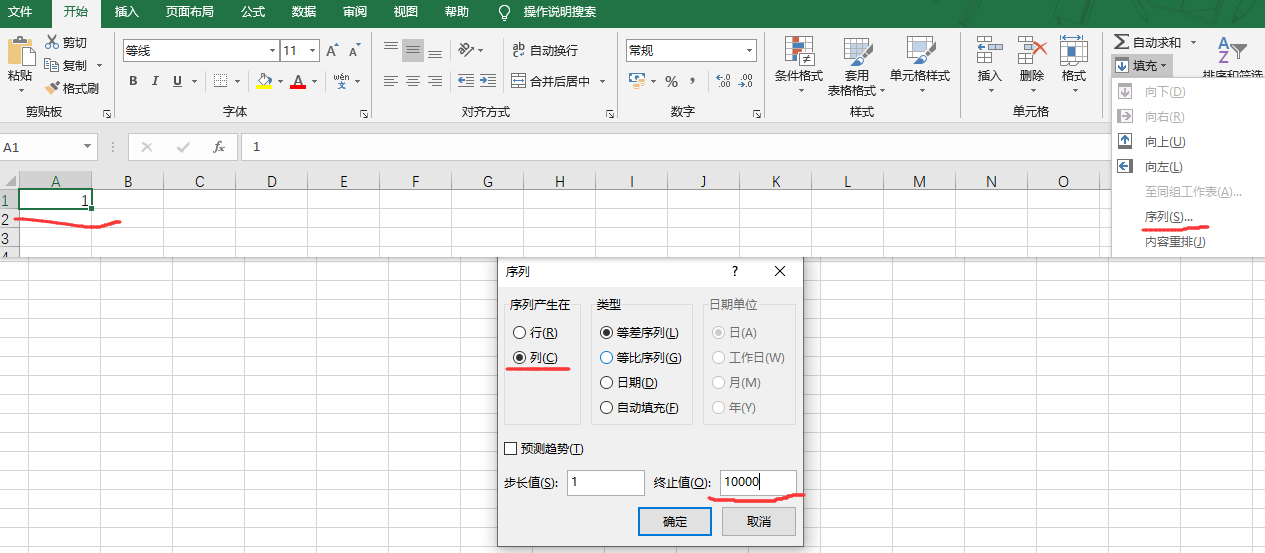 文件 开始 插入 页面布局 公式 数据 审阅 视图 帮助 操作说明搜索
剪切 等线 11 A A ab 自动换行 常规 自动求和
粘贴 复制 条件格式 套用 单元格样式 插入 删除 格式 填充
格式刷 B I U A wén 合并后居中 % , 表格格式
剪贴板 字体 对齐方式 数字 样式 单元格
向下(D)
向右(R)
A1 fx 1 向上(U)
向左(L)
A B C D E F G H I J K L M N O
至同组工作表(A)...
1 1
2 序列(S)...
3 内容重排(J)
序列 ?
序列产生在 类型 日期单位
行(R) 等差序列(L) 日(A)
列(C) 等比序列(G) 工作日(W)
日期(D) 月(M)
自动填充(F) 年(Y)
预测趋势(T)
步长值(S): 1 终止值(O): 10000
确定 取消